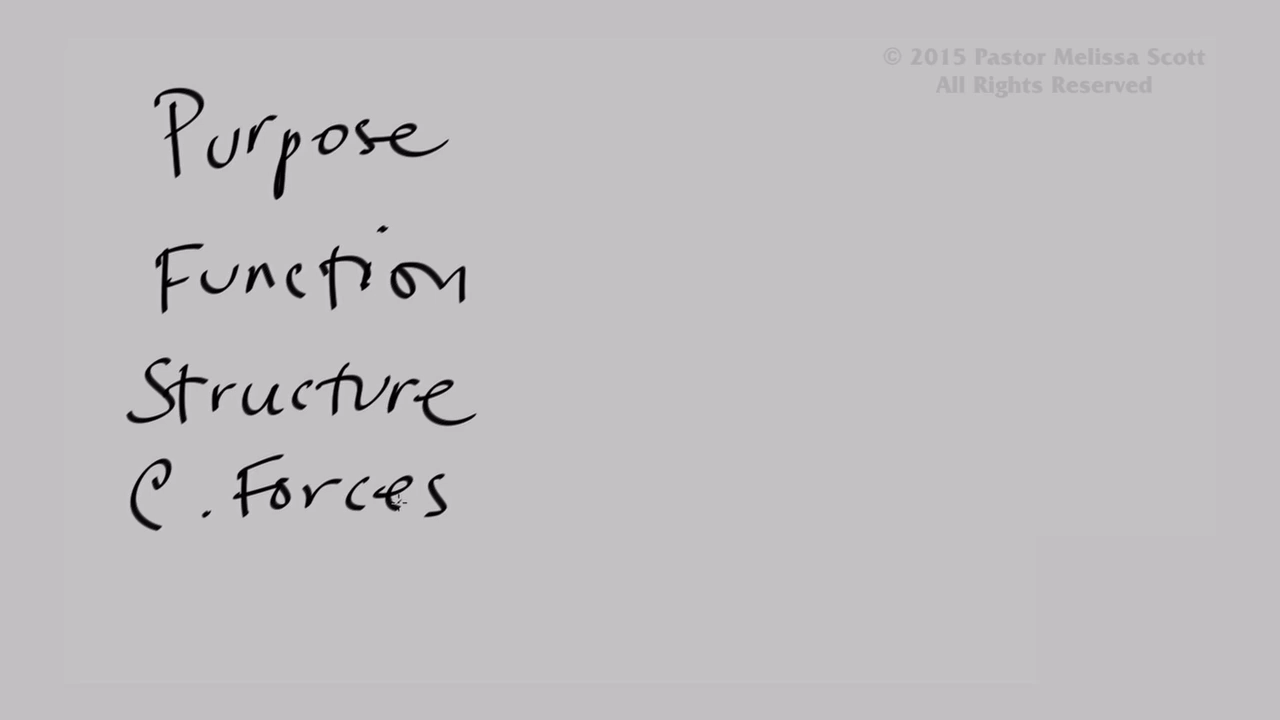 © 2015 Pastor Melissa Scott
All Rights Reserved
Purpose
Function
Structure
C. Forces